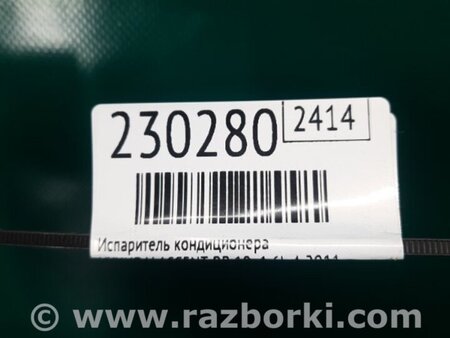 230280 2414
Испаритель кондиционера
© www.razborki.com